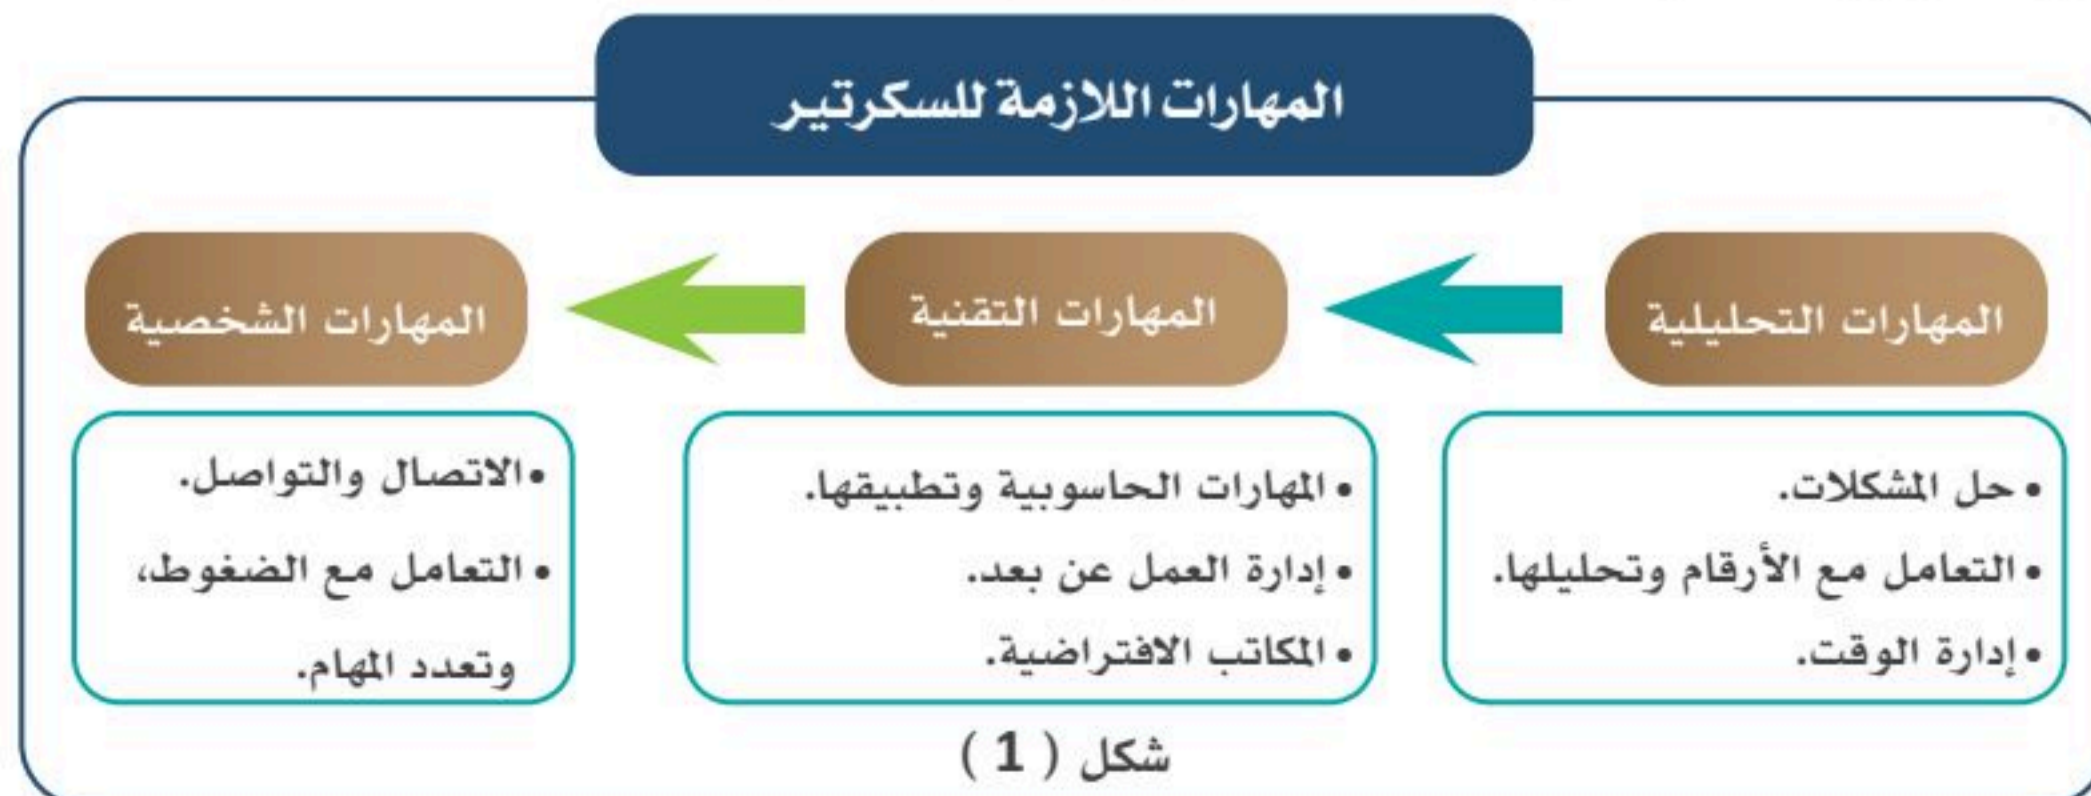 المهارات اللازمة للسكرتير
المهارات التحليلية
• حل المشكلات.
• التعامل مع الأرقام وتحليلها.
• إدارة الوقت.
المهارات التقنية
• المهارات الحاسوبية وتطبيقها.
• إدارة العمل عن بعد.
• المكاتب الافتراضية.
المهارات الشخصية
• الاتصال والتواصل.
• التعامل مع الضغوط،
وتعدد المهام.
شكل ( 1 )